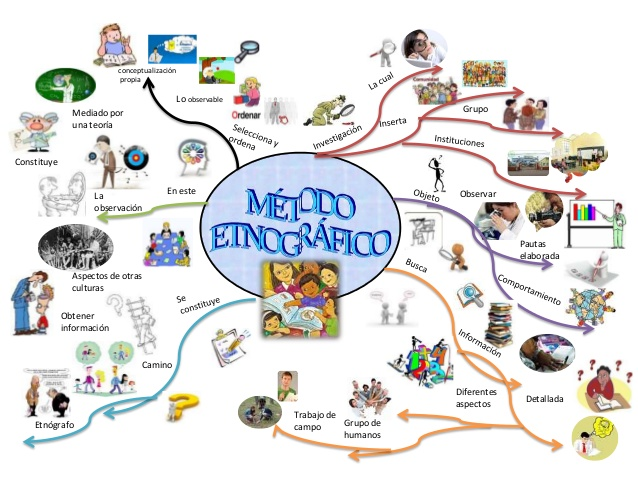 MÉTODO
ETNOGRÁFICO
Investigación
La cual
Inserta
Comunidad
Grupo
Instituciones
Objeto
Observar
Pautas
elaborada
Comportamiento
Busca
Información
Detallada
Diferentes
aspectos
Grupo de
humanos
Trabajo de
campo
Se
constituye
Camino
Etnógrafo
Obtener
información
Aspectos de otras
culturas
En este
La
observación
Constituye
Mediado por
una teoría
Selecciona y
ordena
Ordenar
Lo observable
conceptualización
propia